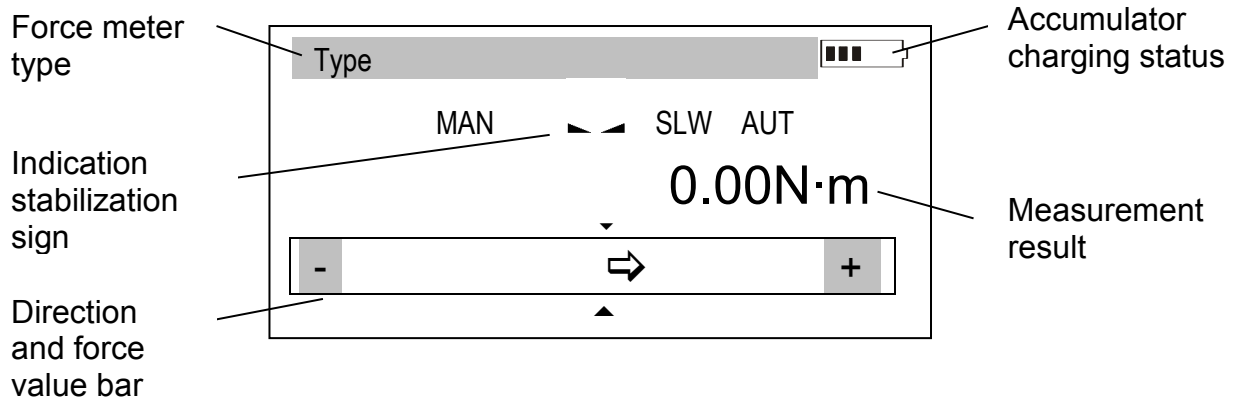 Force meter
type
Accumulator
charging status
Type
MAN
SLW AUT
Indication
stabilization
sign
0.00N·m
Measurement
result
- +
Direction
and force
value bar